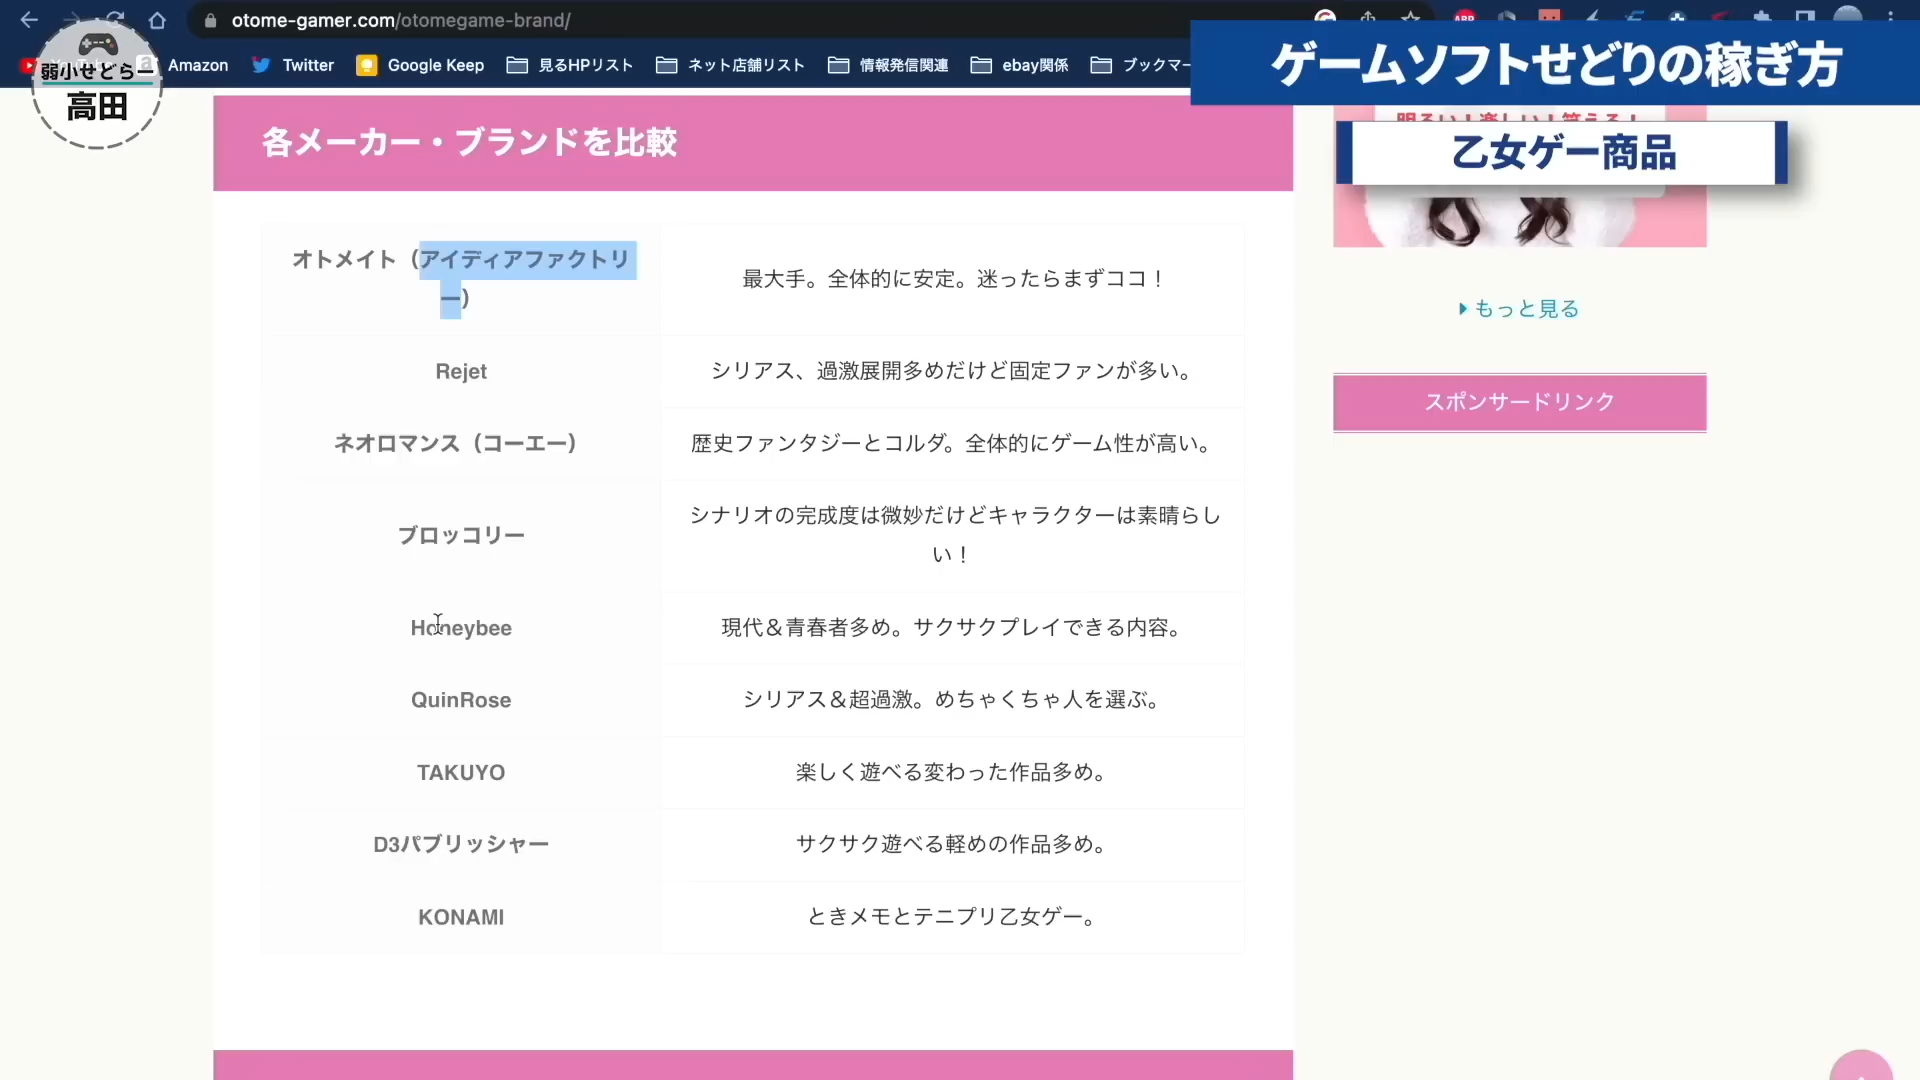 otome-gamer.com/otomegame-brand/
Amazon
Twitter
Google Keep
見るHPリスト
ネット店舗リスト
情報発信関連
ebay関係
ブックマー
弱小せどらー
高田
ゲームソフトせどりの稼ぎ方
乙女ゲー商品
各メーカー・ブランドを比較
オトメイト（アイディアファクトリ
ー）
最大手。全体的に安定。迷ったらまずココ！
Rejet
シリアス、過激展開多めだけど固定ファンが多い。
ネオロマンス（コーエー）
歴史ファンタジーとコルダ。全体的にゲーム性が高い。
ブロッコリー
シナリオの完成度は微妙だけどキャラクターは素晴らし
い！
Honeybee
現代＆青春者多め。サクサクプレイできる内容。
QuinRose
シリアス＆超過激。めちゃくちゃ人を選ぶ。
TAKUYO
楽しく遊べる変わった作品多め。
D3パブリッシャー
サクサク遊べる軽めの作品多め。
KONAMI
ときメモとテニプリ乙女ゲー。
もっと見る
スポンサードリンク